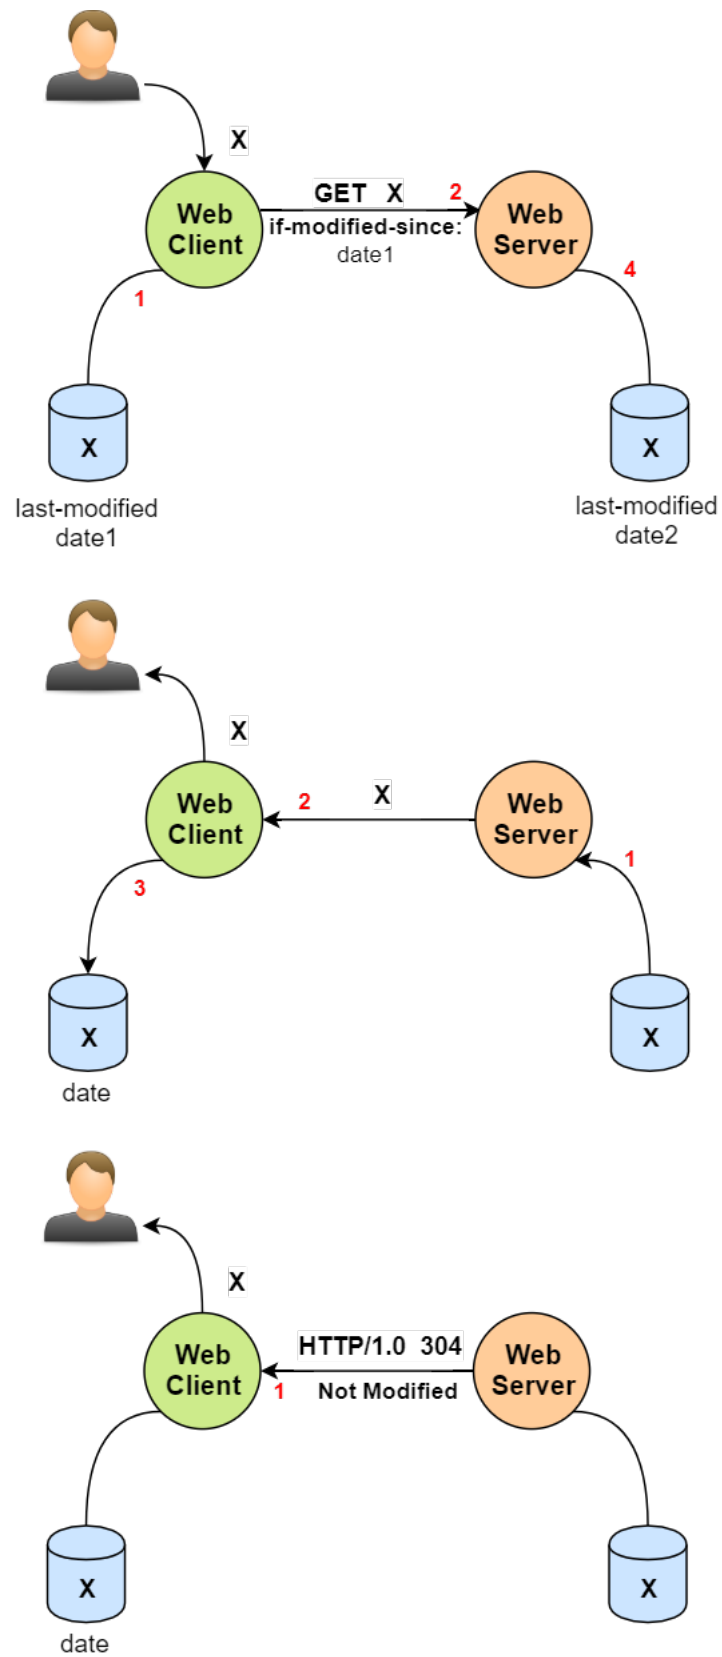 X
GET X 2
Web
Client
if-modified-since:
date1
Web
Server
1
4
X
X
last-modified
date1
last-modified
date2
X
2 X
Web
Client
Web
Server
3
1
X
X
date
X
HTTP/1.0 304
Web
Client
1 Not Modified
Web
Server
X
X
date